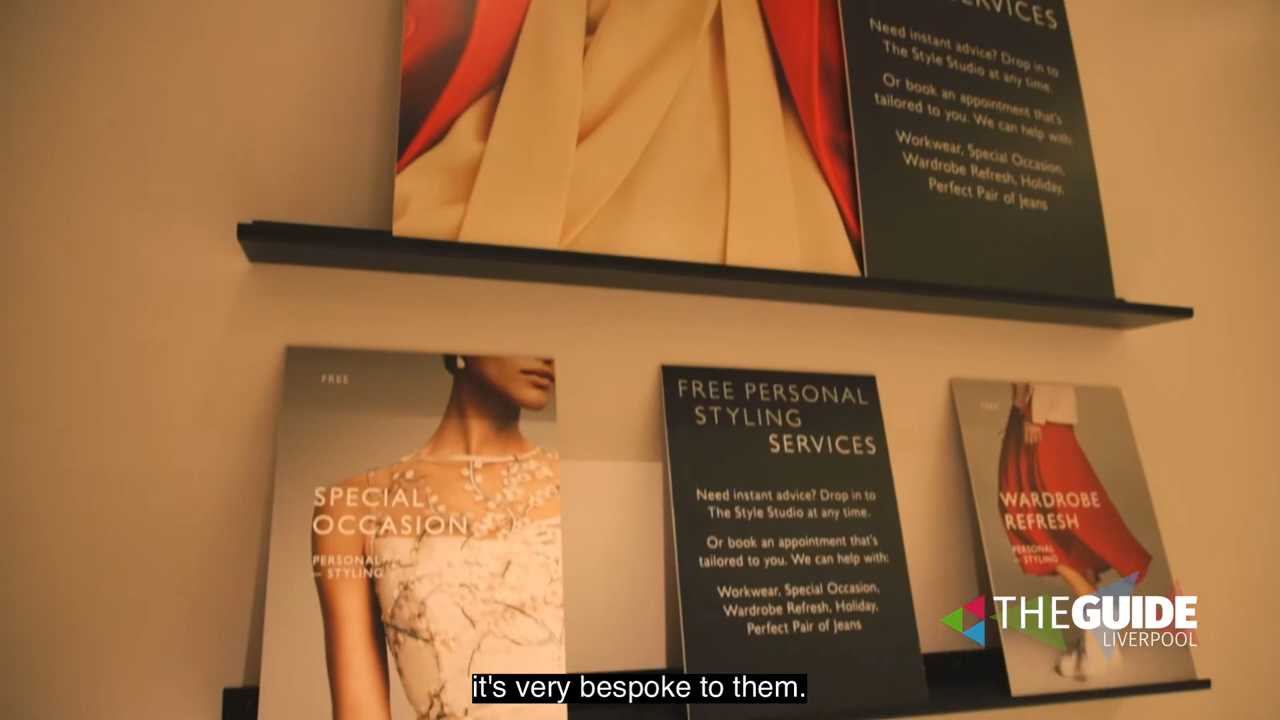 SERVICES
Need instant advice? Drop in to
The Style Studio at any time.
Or book an appointment that's
tailored to you. We can help with
Workwear, Special Occasion,
Wardrobe Refresh, Holiday,
Perfect Pair of Jeans
FREE
SPECIAL
OCCASION
PERSONAL
— STYLING
FREE PERSONAL
STYLING
SERVICES
Need instant advice? Drop in to
The Style Studio at any time.
Or book an appointment that's
tailored to you. We can help with:
Workwear, Special Occasion,
Wardrobe Refresh, Holiday,
Perfect Pair of Jeans
FREE
WARDROBE
REFRESH
PERSONAL
— STYLING
THEGUIDE
LIVERPOOL
it's very bespoke to them.